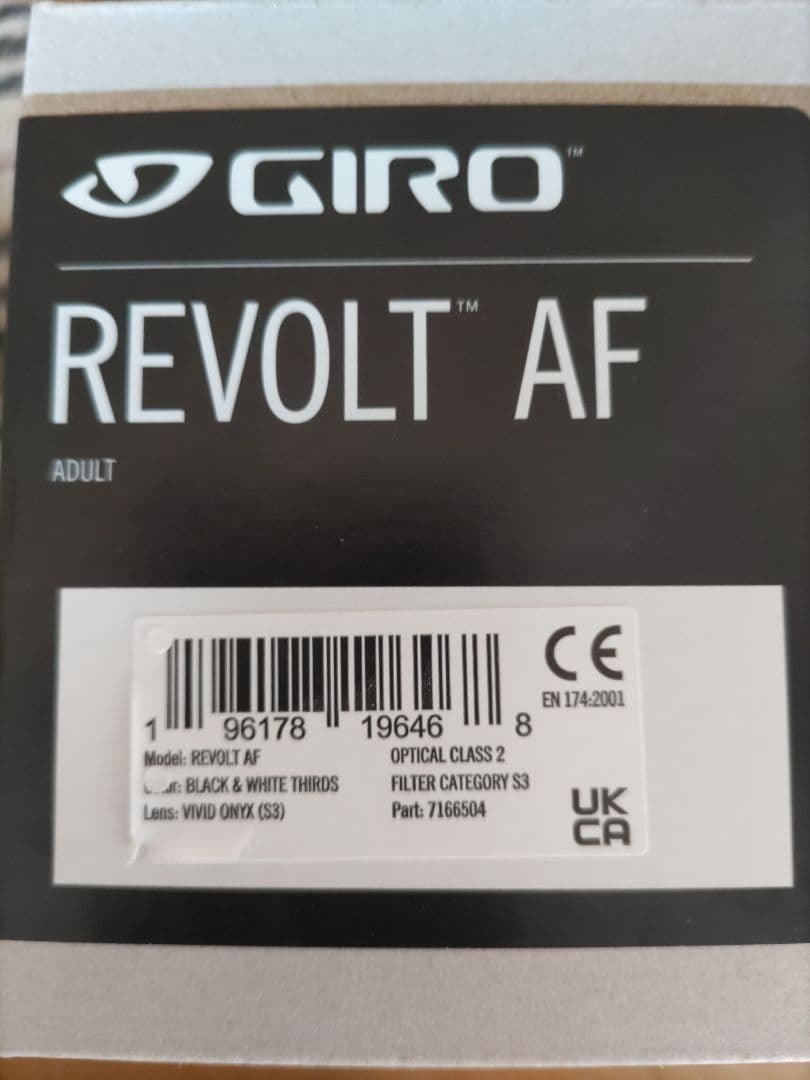 GIRO™
REVOLT™ AF
ADULT
1 96178 19646 8
CE
EN 174:2001
Model: REVOLT AF
OPTICAL CLASS 2
BLACK & WHITE THIRDS
FILTER CATEGORY S3
Lens: VIVID ONYX (S3)
Part: 7166504
UK
CA